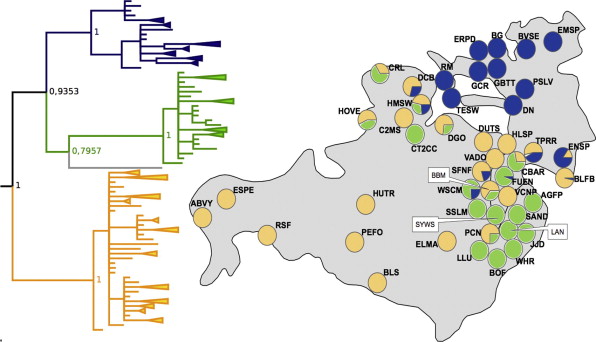 1
0,9353
0,7957
1
1
1
ERPD
BG
BVSE
EMSP
CRL
DCB
RM
GCR
GBTT
PSLV
HMSW
TESW
DN
HOVE
C2MS
CT2CC
DGO
DUTS
HLSP
TPRR
ENSP
VADO
SFNF
CBAR
BLFB
BBM
FUEN
WSCM
VCNP
AGFP
ESPE
ABVY
HUTR
SSLM
SAND
SYWS
RSF
PEFO
ELMA
PCN
LAN
JJD
LLU
WHR
BOF
BLS